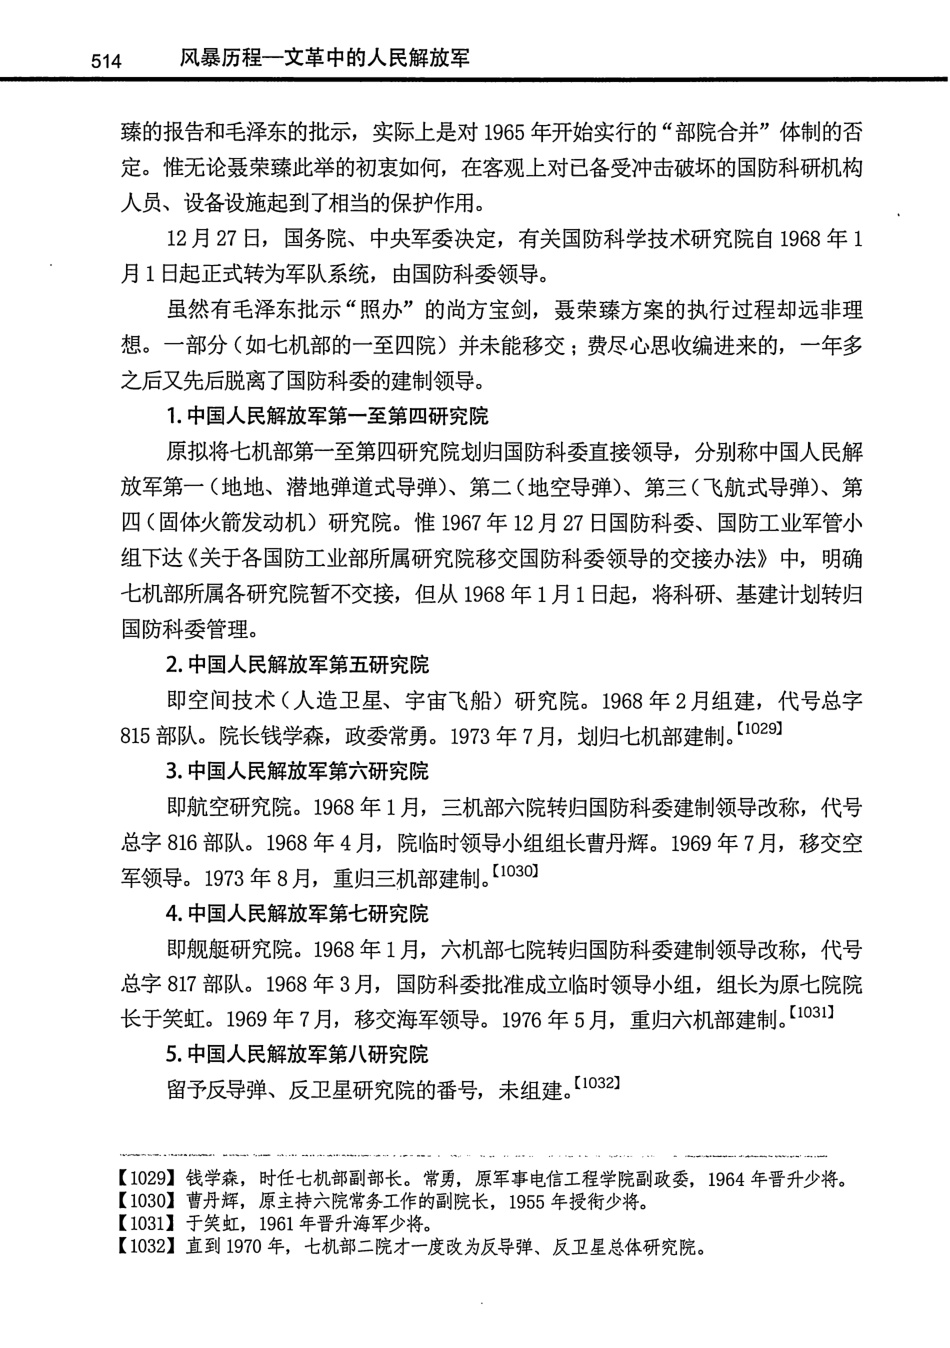 514 风暴历程—文革中的人民解放军
臻的报告和毛泽东的批示，实际上是对 1965 年开始实行的“部院合并”体制的否
定。惟无论聂荣臻此举的初衷如何，在客观上对已备受冲击破坏的国防科研机构
人员、设备设施起到了相当的保护作用。
12 月 27 日，国务院、中央军委决定，有关国防科学技术研究院自 1968 年 1
月 1 日起正式转为军队系统，由国防科委领导。
虽然有毛泽东批示“照办”的尚方宝剑，聂荣臻方案的执行过程却远非理
想。一部分（如七机部的一至四院）并未能移交；费尽心思收编进来的，一年多
之后又先后脱离了国防科委的建制领导。
1. 中国人民解放军第一至第四研究院
原拟将七机部第一至第四研究院划归国防科委直接领导，分别称中国人民解
放军第一（地地、潜地弹道式导弹）、第二（地空导弹）、第三（飞航式导弹）、第
四（固体火箭发动机）研究院。惟 1967 年 12 月 27 日国防科委、国防工业军管小
组下达《关于各国防工业部所属研究院移交国防科委领导的交接办法》中，明确
七机部所属各研究院暂不交接，但从 1968 年 1 月 1 日起，将科研、基建计划转归
国防科委管理。
2. 中国人民解放军第五研究院
即空间技术（人造卫星、宇宙飞船）研究院。1968 年 2 月组建，代号总字
815 部队。院长钱学森，政委常勇。1973 年 7 月，划归七机部建制。【1029】
3. 中国人民解放军第六研究院
即航空研究院。1968 年 1 月，三机部六院转归国防科委建制领导改称，代号
总字 816 部队。1968 年 4 月，院临时领导小组组长曹丹辉。1969 年 7 月，移交空
军领导。1973 年 8 月，重归三机部建制。【1030】
4. 中国人民解放军第七研究院
即舰艇研究院。1968 年 1 月，六机部七院转归国防科委建制领导改称，代号
总字 817 部队。1968 年 3 月，国防科委批准成立临时领导小组，组长为原七院院
长于笑虹。1969 年 7 月，移交海军领导。1976 年 5 月，重归六机部建制。【1031】
5. 中国人民解放军第八研究院
留予反导弹、反卫星研究院的番号，未组建。【1032】
【1029】钱学森，时任七机部副部长。常勇，原军事电信工程学院副政委，1964 年晋升少将。
【1030】曹丹辉，原主持六院常务工作的副院长，1955 年授衔少将。
【1031】于笑虹，1961 年晋升海军少将。
【1032】直到 1970 年，七机部二院才一度改为反导弹、反卫星总体研究院。